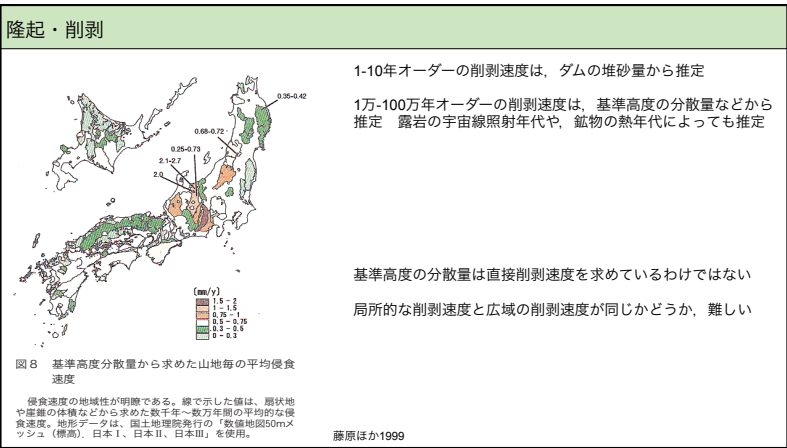 隆起・削剥
1-10年オーダーの削剥速度は，ダムの堆砂量から推定
1万-100万年オーダーの削剥速度は，基準高度の分散量などから
推定　露岩の宇宙線照射年代や，鉱物の熱年代によっても推定
0.35-0.42
0.68-0.72
0.25-0.73
2.1-2.7
2.0
[mm/y]
1.5 - 2
1 - 1.5
0.75 - 1
0.5 - 0.75
0.3 - 0.5
0 - 0.3
基準高度の分散量は直接削剥速度を求めているわけではない
局所的な削剥速度と広域の削剥速度が同じかどうか，難しい
図８　基準高度分散量から求めた山地毎の平均侵食
速度
侵食速度の地域性が明瞭である。線で示した値は、扇状地
や崖錐の体積などから求めた数千年～数万年間の平均的な侵
食速度。地形データは、国土地理院発行の「数値地図50mメ
ッシュ（標高），日本Ⅰ、日本Ⅱ、日本Ⅲ」を使用。
藤原ほか1999